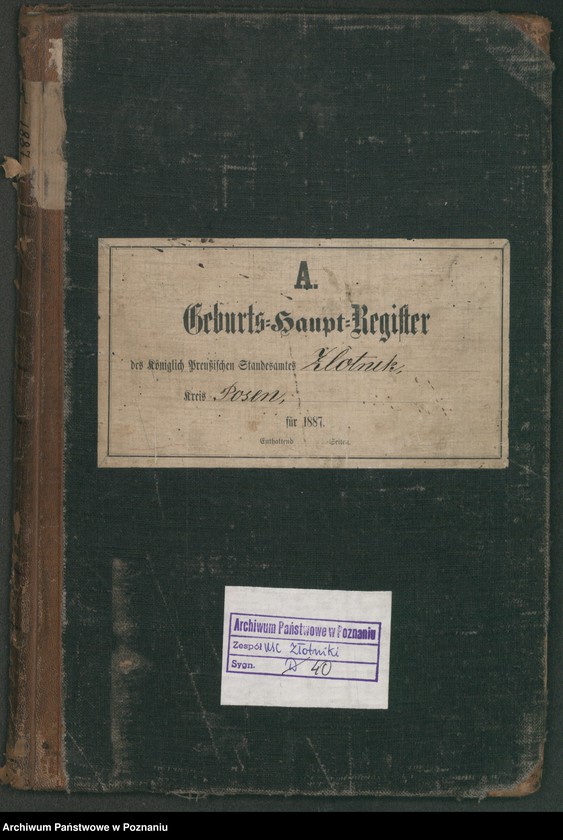 1887
A.
Geburts-Haupt-Register
des Königlich Preußischen Standesamtes Zlotnik,
Kreis Posen,
für 1887.
Enthaltend Seiten.
Archiwum Państwowe w Poznaniu
Zespół USC Złotniki
Sygn. 40
Archiwum Państwowe w Poznaniu